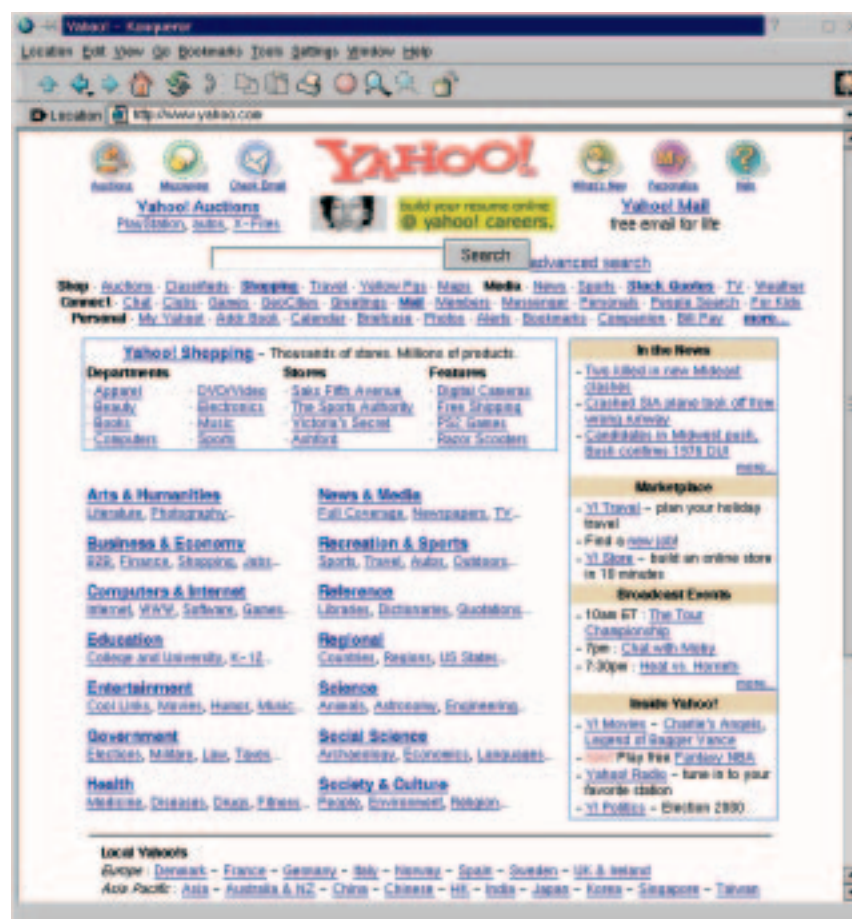 Yahoo! - Konqueror
Location Edit View Go Bookmarks Tools Settings Window Help
Location http://www.yahoo.com
YAHOO!
Auctions Messenger Check Email What's New Personalize Help
Yahoo! Auctions
PlayStation, autos, X-Files
build your resume online
@ yahoo! careers.
Yahoo! Mail
free email for life
Search advanced search
Shop - Auctions - Classifieds - Shopping - Travel - Yellow Pgs - Maps Media - News - Sports - Stock Quotes - TV - Weather
Connect - Chat - Clubs - Games - GeoCities - Greetings - Mail - Members - Messenger - Personals - People Search - For Kids
Personal - My Yahoo! - Addr Book - Calendar - Briefcase - Photos - Alerts - Bookmarks - Companion - Bill Pay more...
Yahoo! Shopping - Thousands of stores. Millions of products.
Departments Stores Features
· Apparel · DVD/Video · Saks Fifth Avenue · Digital Cameras
· Beauty · Electronics · The Sports Authority · Free Shipping
· Books · Music · Victoria's Secret · PS2 Games
· Computers · Sports · Ashford · Razor Scooters
Arts & Humanities
Literature, Photography...
News & Media
Full Coverage, Newspapers, TV...
Business & Economy
B2B, Finance, Shopping, Jobs...
Recreation & Sports
Sports, Travel, Autos, Outdoors...
Computers & Internet
Internet, WWW, Software, Games...
Reference
Libraries, Dictionaries, Quotations...
Education
College and University, K-12...
Regional
Countries, Regions, US States...
Entertainment
Cool Links, Movies, Humor, Music...
Science
Animals, Astronomy, Engineering...
Government
Elections, Military, Law, Taxes...
Social Science
Archaeology, Economics, Languages...
Health
Medicine, Diseases, Drugs, Fitness...
Society & Culture
People, Environment, Religion...
In the News
- Two killed in new Mideast
clashes
- Crashed SIA plane took off from
wrong runway
- Candidates in Midwest push,
Bush confirms 1976 DUI
more...
Marketplace
- Y! Travel - plan your holiday
travel
- Find a new job!
- Y! Store - build an online store
in 10 minutes
Broadcast Events
- 10am ET : The Tour
Championship
- 7pm : Chat with Moby
- 7:30pm : Heat vs. Hornets
more...
Inside Yahoo!
- Y! Movies - Charlie's Angels,
Legend of Bagger Vance
- new! Play free Fantasy NBA
- Yahoo! Radio - tune in to your
favorite station
- Y! Politics - Election 2000
Local Yahoo!s
Europe : Denmark - France - Germany - Italy - Norway - Spain - Sweden - UK & Ireland
Asia Pacific : Asia - Australia & NZ - China - Chinese - HK - India - Japan - Korea - Singapore - Taiwan